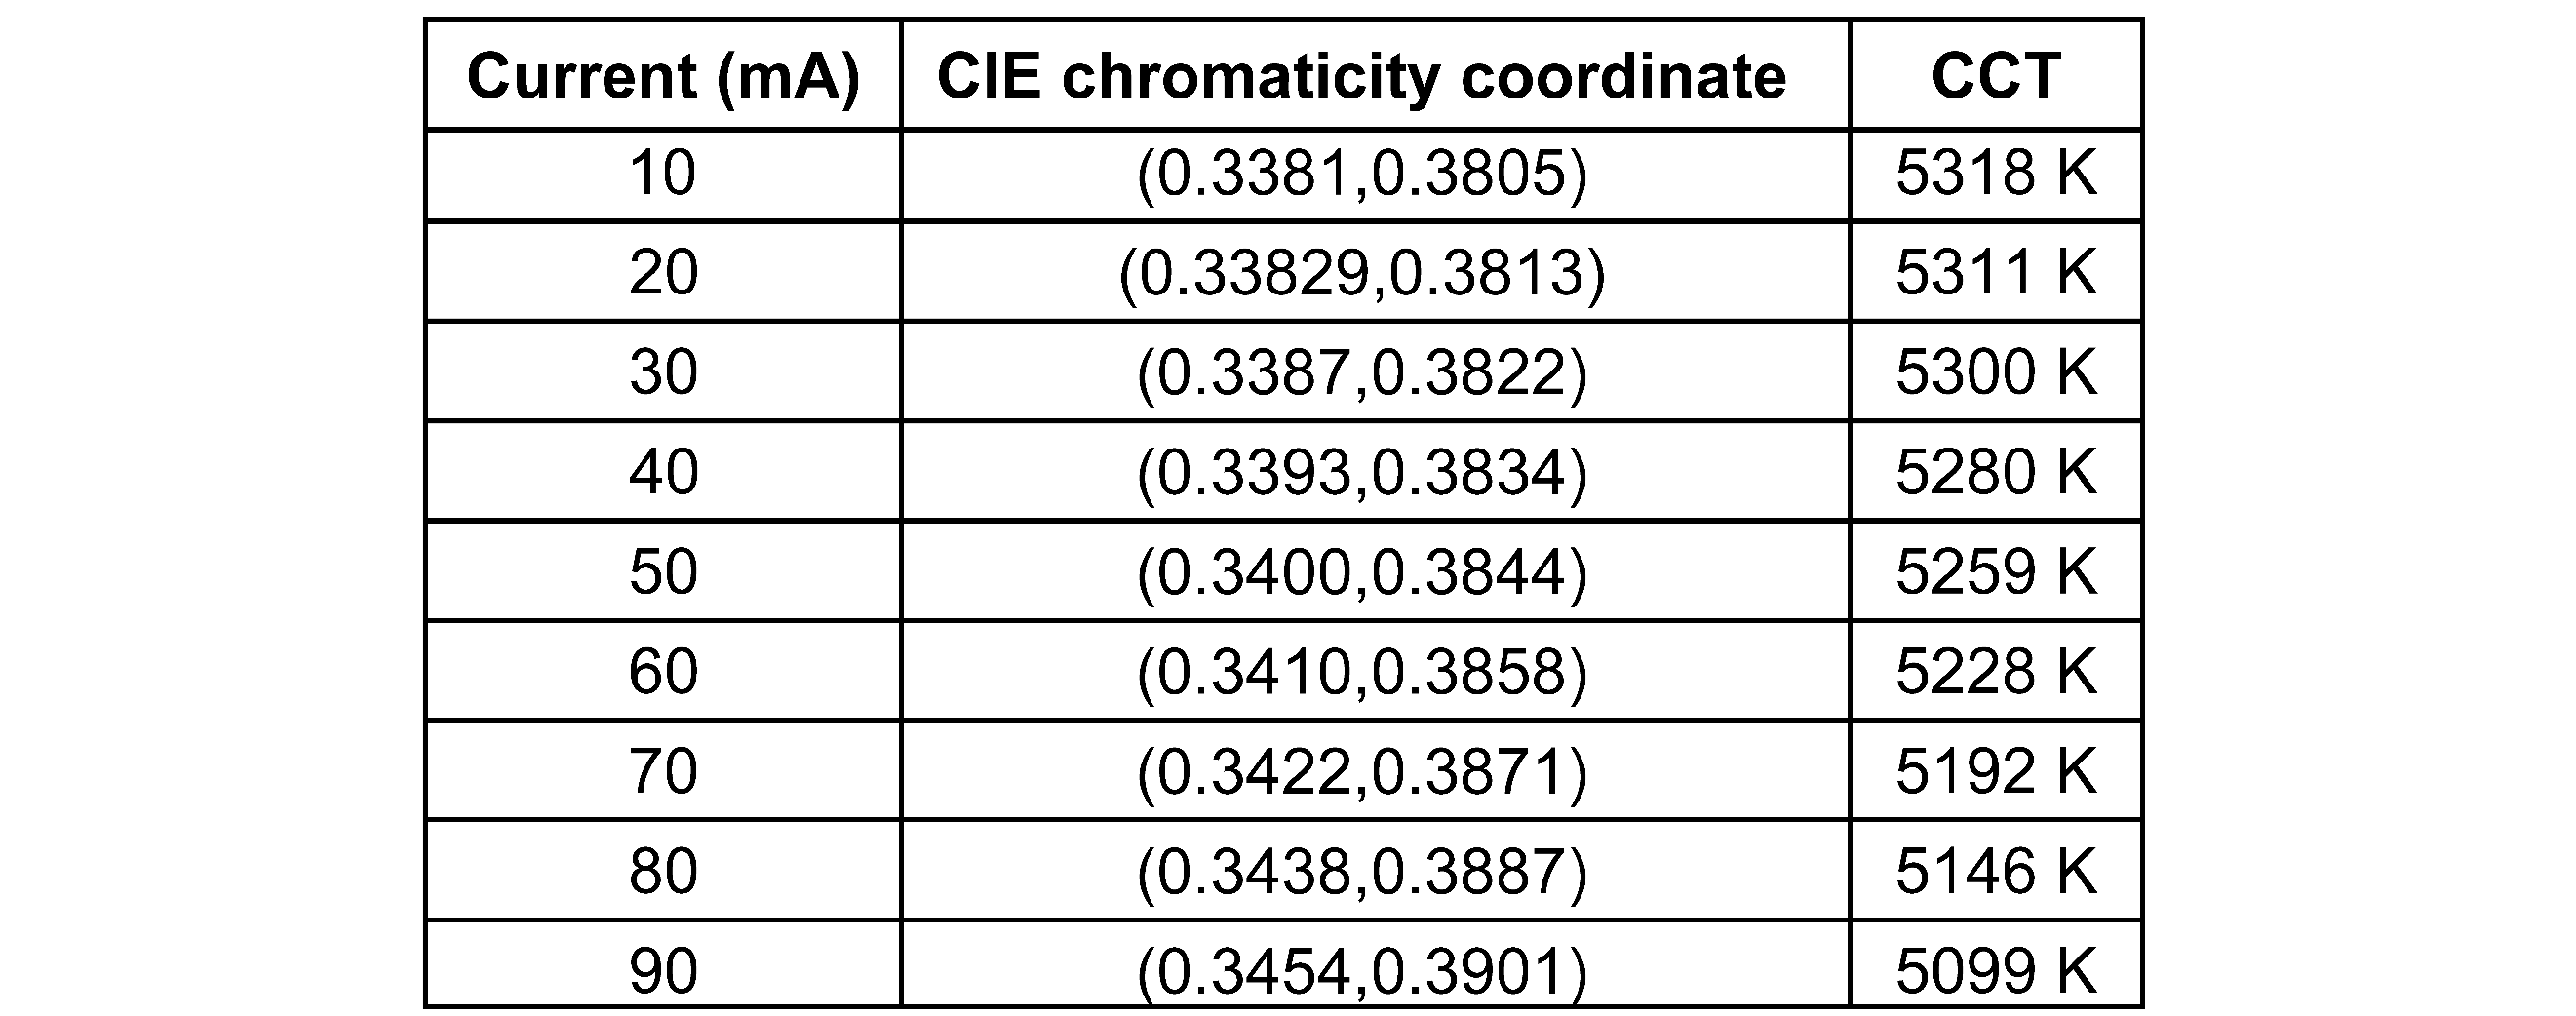 Current (mA) CIE chromaticity coordinate CCT
10 (0.3381,0.3805) 5318 K
20 (0.33829,0.3813) 5311 K
30 (0.3387,0.3822) 5300 K
40 (0.3393,0.3834) 5280 K
50 (0.3400,0.3844) 5259 K
60 (0.3410,0.3858) 5228 K
70 (0.3422,0.3871) 5192 K
80 (0.3438,0.3887) 5146 K
90 (0.3454,0.3901) 5099 K